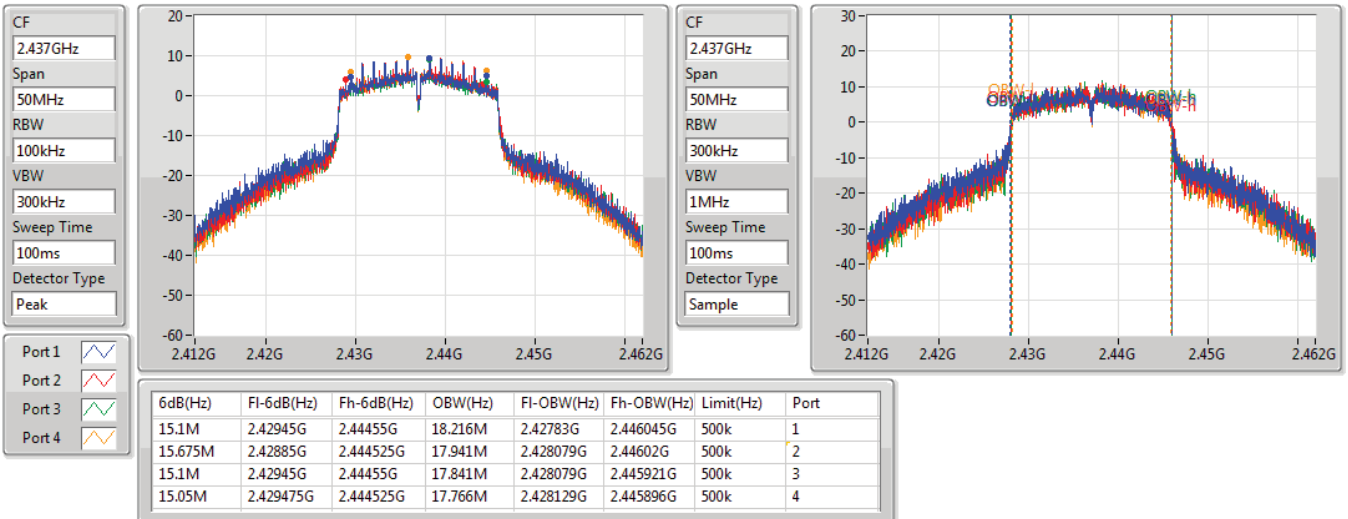 CF
2.437GHz
Span
50MHz
RBW
100kHz
VBW
300kHz
Sweep Time
100ms
Detector Type
Peak
20
10
0
-10
-20
-30
-40
-50
-60
2.412G 2.42G 2.43G 2.44G 2.45G 2.462G
CF
2.437GHz
Span
50MHz
RBW
300kHz
VBW
1MHz
Sweep Time
100ms
Detector Type
Sample
30
20
10
0
-10
-20
-30
-40
-50
-60
OBW-l
OBW-h
2.412G 2.42G 2.43G 2.44G 2.45G 2.462G
Port 1
Port 2
Port 3
Port 4
6dB(Hz) Fl-6dB(Hz) Fh-6dB(Hz) OBW(Hz) Fl-OBW(Hz) Fh-OBW(Hz) Limit(Hz) Port
15.1M 2.42945G 2.44455G 18.216M 2.42783G 2.446045G 500k 1
15.675M 2.42885G 2.444525G 17.941M 2.428079G 2.44602G 500k 2
15.1M 2.42945G 2.44455G 17.841M 2.428079G 2.445921G 500k 3
15.05M 2.429475G 2.444525G 17.766M 2.428129G 2.445896G 500k 4